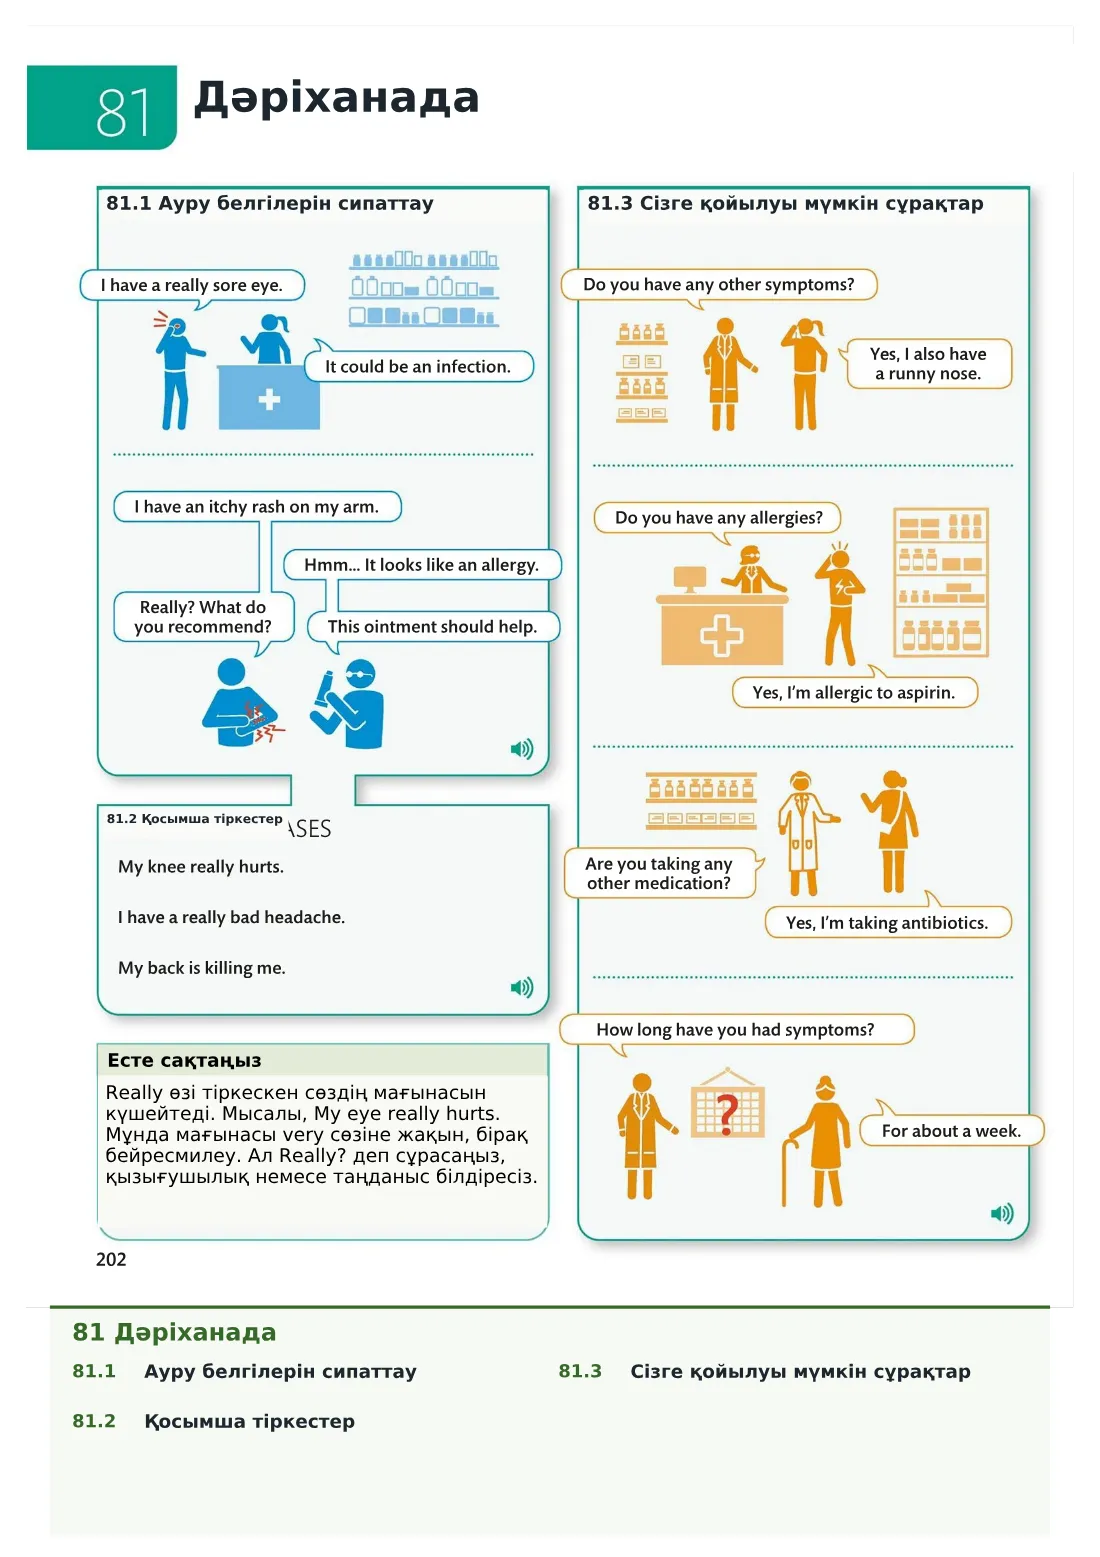 81
Дәріханада
81.1 Ауру белгілерін сипаттау
I have a really sore eye.
It could be an infection.
I have an itchy rash on my arm.
Hmm... It looks like an allergy.
Really? What do
you recommend?
This ointment should help.
81.2 Қосымша тіркестер
ASES
My knee really hurts.
I have a really bad headache.
My back is killing me.
Есте сақтаңыз
Really өзі тіркескен сөздің мағынасын
күшейтеді. Мысалы, My eye really hurts.
Мұнда мағынасы very сөзіне жақын, бірақ
бейресмилеу. Ал Really? деп сұрасаңыз,
қызығушылық немесе таңданыс білдіресіз.
81.3 Сізге қойылуы мүмкін сұрақтар
Do you have any other symptoms?
Yes, I also have
a runny nose.
Do you have any allergies?
Yes, I'm allergic to aspirin.
Are you taking any
other medication?
Yes, I'm taking antibiotics.
How long have you had symptoms?
?
For about a week.
202
81 Дәріханада
81.1 Ауру белгілерін сипаттау
81.2 Қосымша тіркестер
81.3 Сізге қойылуы мүмкін сұрақтар